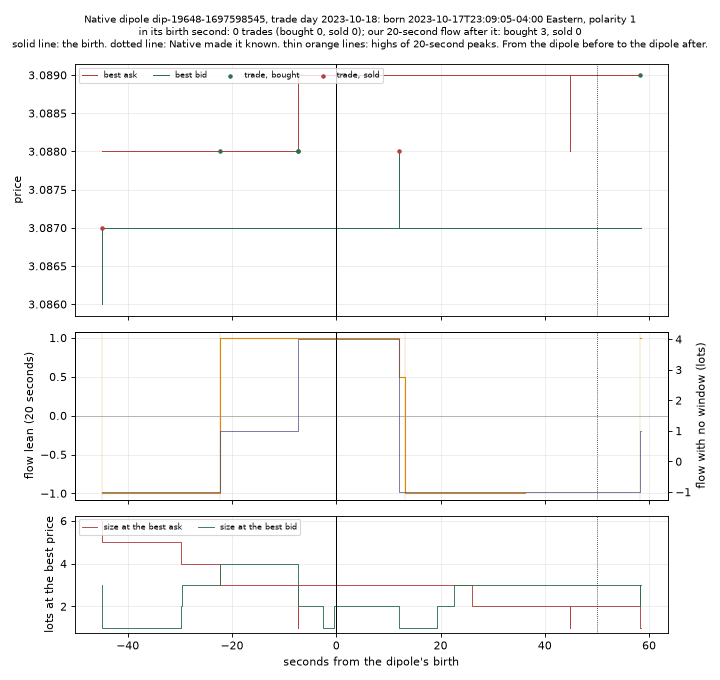 Native dipole dip-19648-1697598545, trade day 2023-10-18: born 2023-10-17T23:09:05-04:00 Eastern, polarity 1
in its birth second: 0 trades (bought 0, sold 0); our 20-second flow after it: bought 3, sold 0
solid line: the birth. dotted line: Native made it known. thin orange lines: highs of 20-second peaks. From the dipole before to the dipole after.
best ask best bid trade, bought trade, sold
3.0890
3.0885
3.0880
3.0875
3.0870
3.0865
3.0860
price
1.0
0.5
0.0
−0.5
−1.0
flow lean (20 seconds)
4
3
2
1
0
−1
flow with no window (lots)
size at the best ask size at the best bid
6
4
2
lots at the best price
−40 −20 0 20 40 60
seconds from the dipole's birth